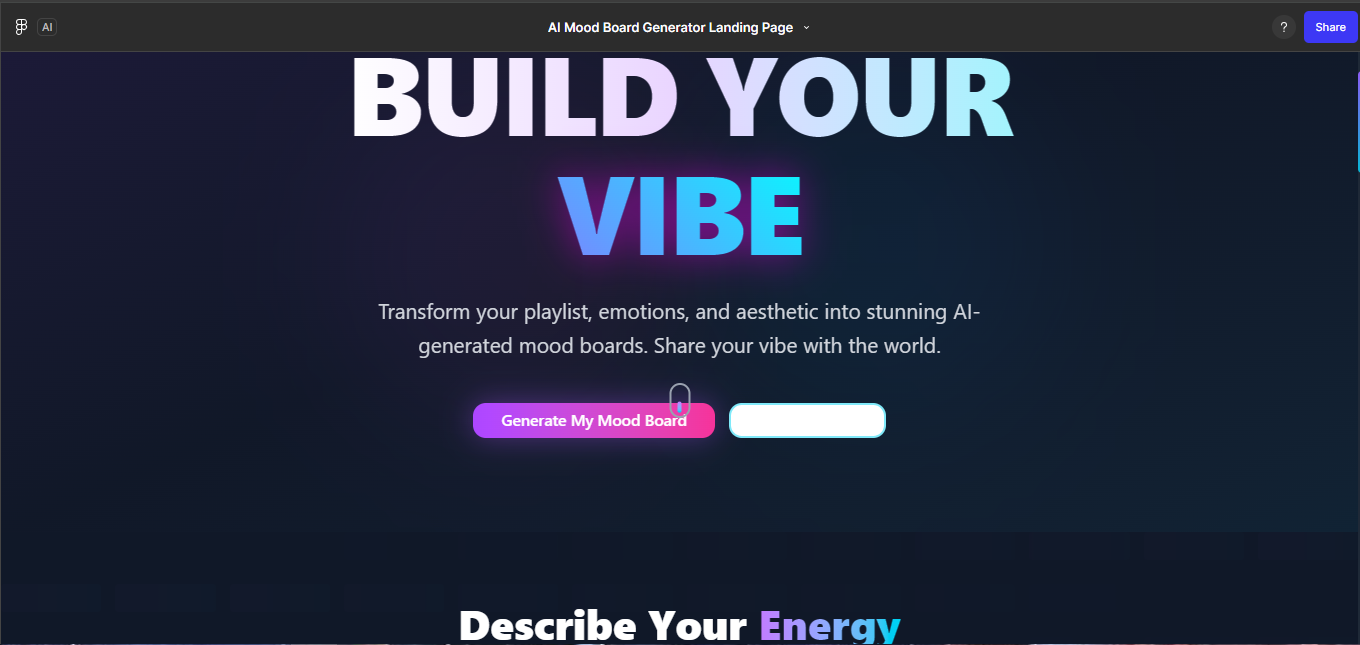 AI
AI Mood Board Generator Landing Page
?
Share
BUILD YOUR
VIBE
Transform your playlist, emotions, and aesthetic into stunning AI-
generated mood boards. Share your vibe with the world.
Generate My Mood Board
Describe Your Energy